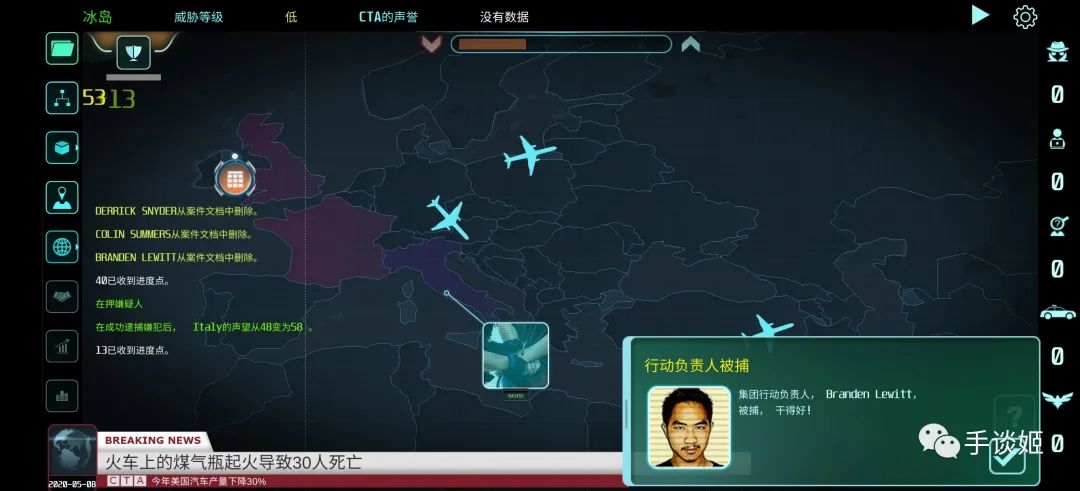 冰岛 威胁等级 低 CTA的声誉 没有数据
53+13
DERRICK SNYDER从案件文档中删除。
COLIN SUMMERS从案件文档中删除。
BRANDEN LEWITT从案件文档中删除。
40已收到进度点。
在押嫌疑人
在成功逮捕嫌犯后， Italy的声望从48变为58 。
13已收到进度点。
SUCCESS
行动负责人被捕
集团行动负责人， Branden Lewitt，
被捕， 干得好!
0
0
0
0
0
?
手谈姬
BREAKING NEWS
火车上的煤气瓶起火导致30人死亡
2020-05-08
CTA 今年美国汽车产量下降30%